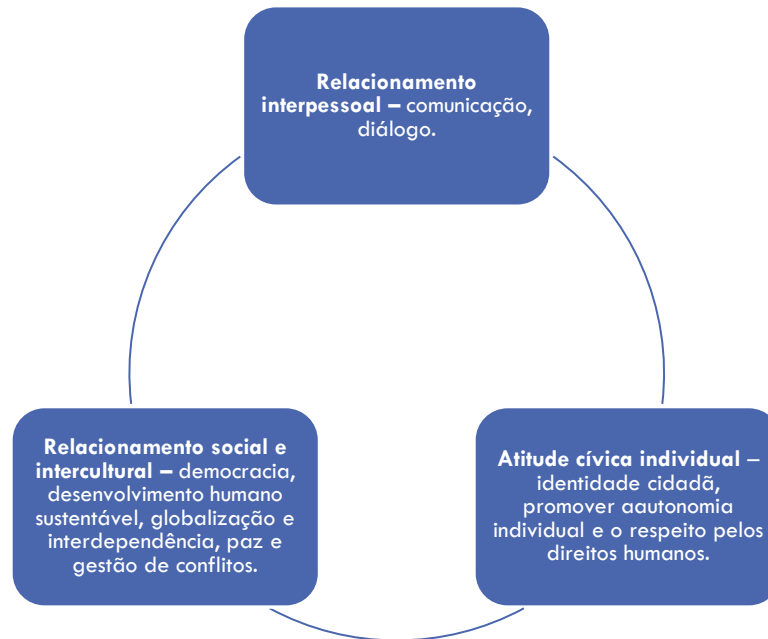 Relacionamento
interpessoal – comunicação,
diálogo.
Relacionamento social e
intercultural – democracia,
desenvolvimento humano
sustentável, globalização e
interdependência, paz e
gestão de conflitos.
Atitude cívica individual –
identidade cidadã,
promover aautonomia
individual e o respeito pelos
direitos humanos.